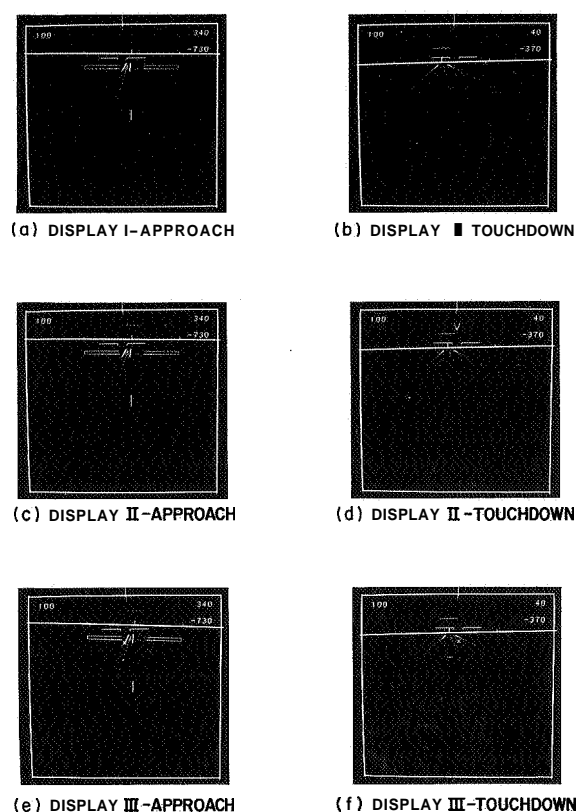 100 340
-730
100 40
-370
(a) DISPLAY I-APPROACH
(b) DISPLAY TOUCHDOWN
100 340
-730
100 40
-370
(c) DISPLAY II-APPROACH
(d) DISPLAY II-TOUCHDOWN
100 340
-730
100 40
-370
(e) DISPLAY III-APPROACH
(f) DISPLAY III-TOUCHDOWN